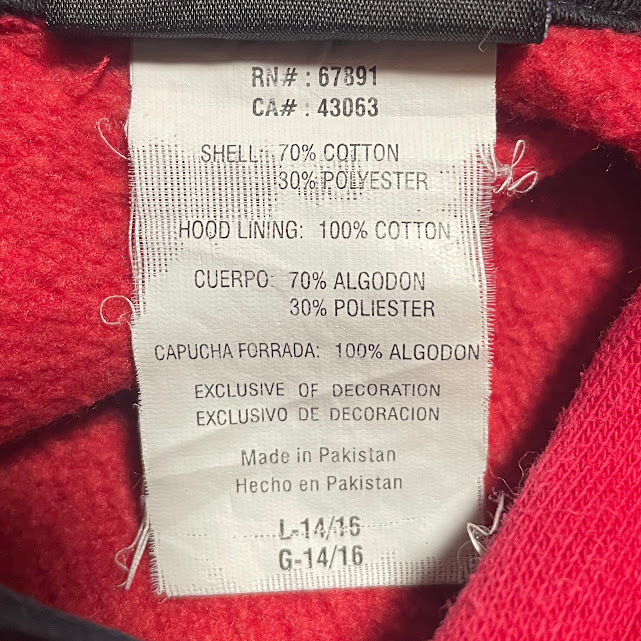 RN# : 67891
CA# : 43063
SHELL: 70% COTTON
30% POLYESTER
HOOD LINING: 100% COTTON
CUERPO: 70% ALGODON
30% POLIESTER
CAPUCHA FORRADA: 100% ALGODON
EXCLUSIVE OF DECORATION
EXCLUSIVO DE DECORACION
Made in Pakistan
Hecho en Pakistan
L-14/16
G-14/16